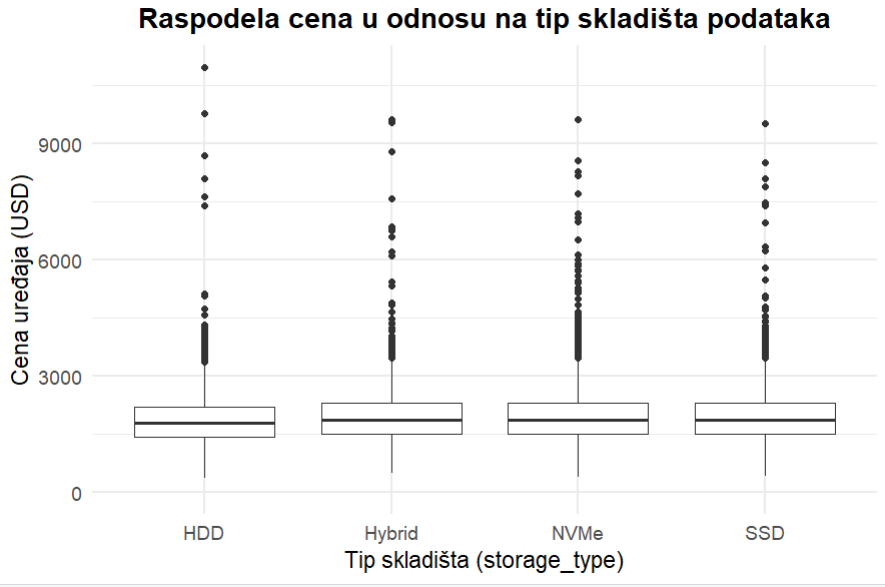 Raspodela cena u odnosu na tip skladišta podataka
Cena uređaja (USD)
9000
6000
3000
0
HDD Hybrid NVMe SSD
Tip skladišta (storage_type)